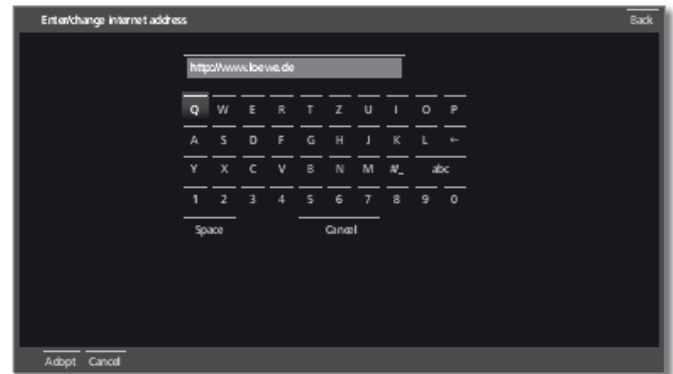 Enter/change internet address Back
http://www.loewe.de
Q W E R T Z U I O P
A S D F G H J K L ←
Y X C V B N M #/_ abc
1 2 3 4 5 6 7 8 9 0
Space Cancel
Adopt Cancel